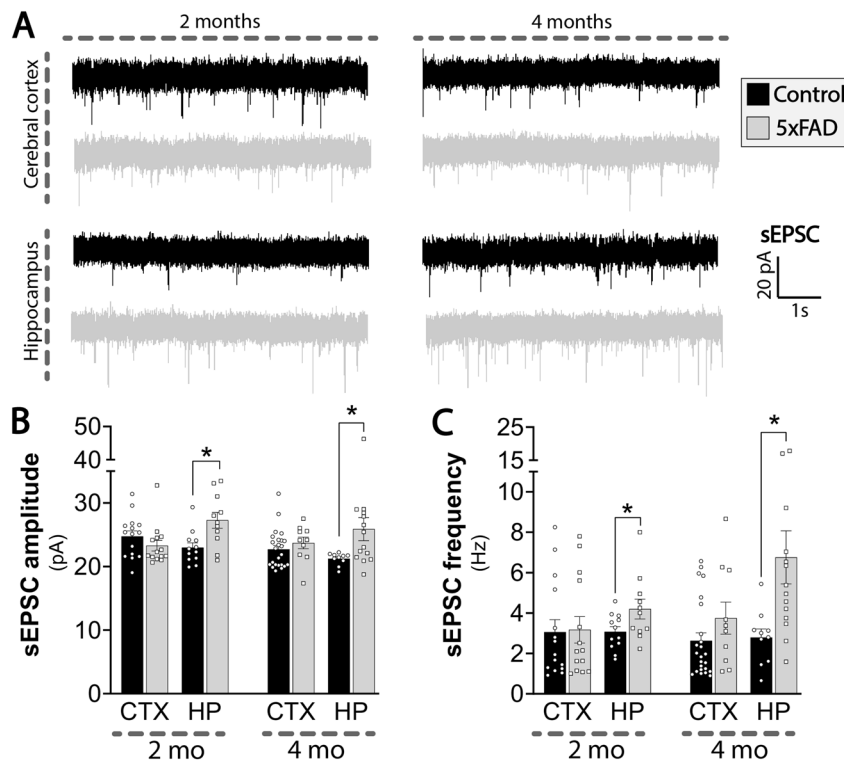 A
2 months
4 months
Cerebral cortex
Hippocampus
Control
5xFAD
sEPSC
20 pA
1s
B
sEPSC amplitude
(pA)
50
40
30
20
10
0
*
*
CTX HP CTX HP
2 mo 4 mo
C
sEPSC frequency
(Hz)
25
15
10
8
6
4
2
0
*
*
CTX HP CTX HP
2 mo 4 mo